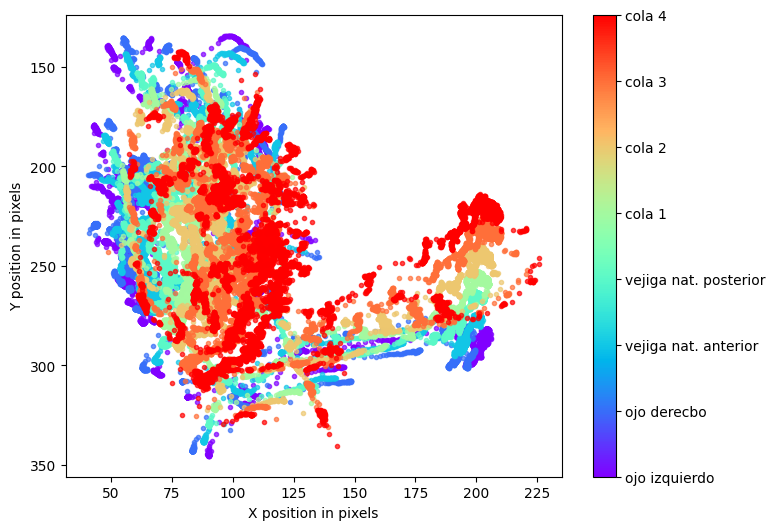 150
200
250
300
350
Y position in pixels
50
75
100
125
150
175
200
225
X position in pixels
cola 4
cola 3
cola 2
cola 1
vejiga nat. posterior
vejiga nat. anterior
ojo derecbo
ojo izquierdo